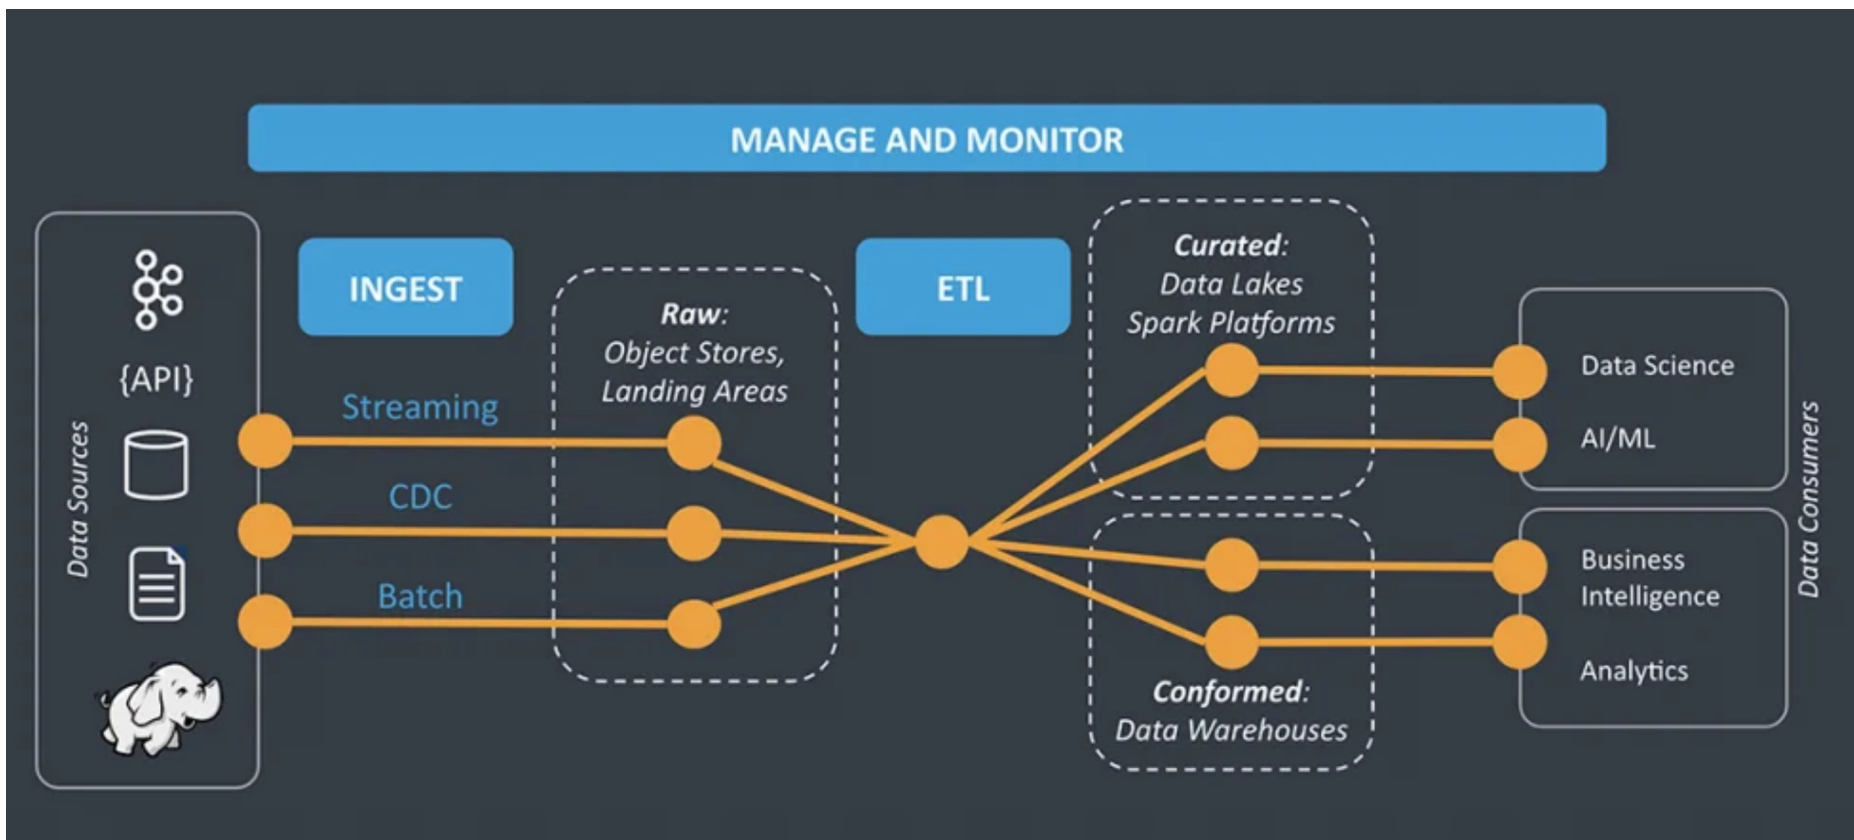 MANAGE AND MONITOR
Data Sources
{API}
INGEST
Streaming
CDC
Batch
Raw:
Object Stores,
Landing Areas
ETL
Curated:
Data Lakes
Spark Platforms
Conformed:
Data Warehouses
Data Science
AI/ML
Business
Intelligence
Analytics
Data Consumers